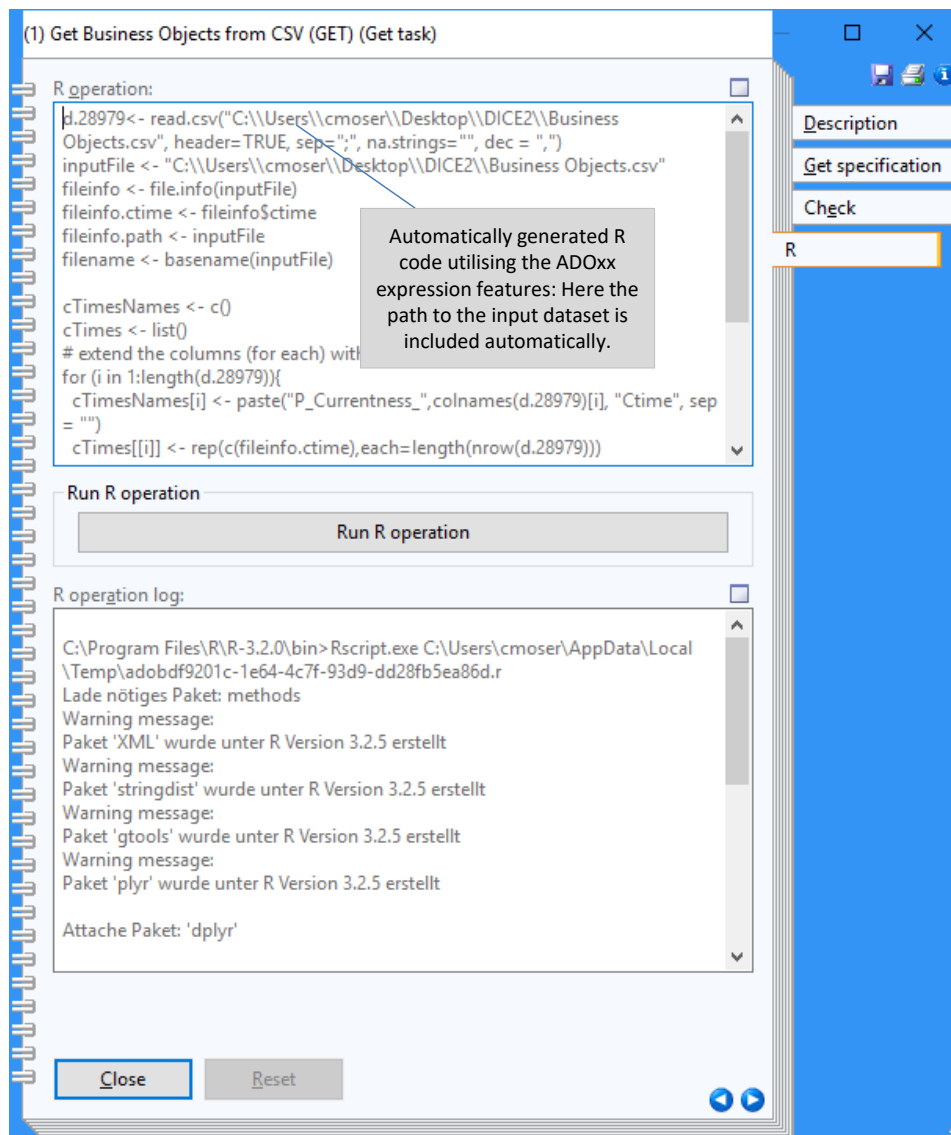 (1) Get Business Objects from CSV (GET) (Get task)
R operation:
d.28979<- read.csv("C:\\Users\\cmoser\\Desktop\\DICE2\\Business
Objects.csv", header=TRUE, sep=";", na.strings="", dec = ",")
inputFile <- "C:\\Users\\cmoser\\Desktop\\DICE2\\Business Objects.csv"
fileinfo <- file.info(inputFile)
fileinfo.ctime <- fileinfo$ctime
fileinfo.path <- inputFile
filename <- basename(inputFile)
cTimesNames <- c()
cTimes <- list()
# extend the columns (for each) with
for (i in 1:length(d.28979)){
cTimesNames[i] <- paste("P_Currentness_",colnames(d.28979)[i], "Ctime", sep
= "")
cTimes[[i]] <- rep(c(fileinfo.ctime),each=length(nrow(d.28979)))
Automatically generated R
code utilising the ADOxx
expression features: Here the
path to the input dataset is
included automatically.
Description
Get specification
Check
R
Run R operation
Run R operation
R operation log:
C:\Program Files\R\R-3.2.0\bin>Rscript.exe C:\Users\cmoser\AppData\Local
\Temp\adobdf9201c-1e64-4c7f-93d9-dd28fb5ea86d.r
Lade nötiges Paket: methods
Warning message:
Paket 'XML' wurde unter R Version 3.2.5 erstellt
Warning message:
Paket 'stringdist' wurde unter R Version 3.2.5 erstellt
Warning message:
Paket 'gtools' wurde unter R Version 3.2.5 erstellt
Warning message:
Paket 'plyr' wurde unter R Version 3.2.5 erstellt
Attache Paket: 'dplyr'
Close
Reset